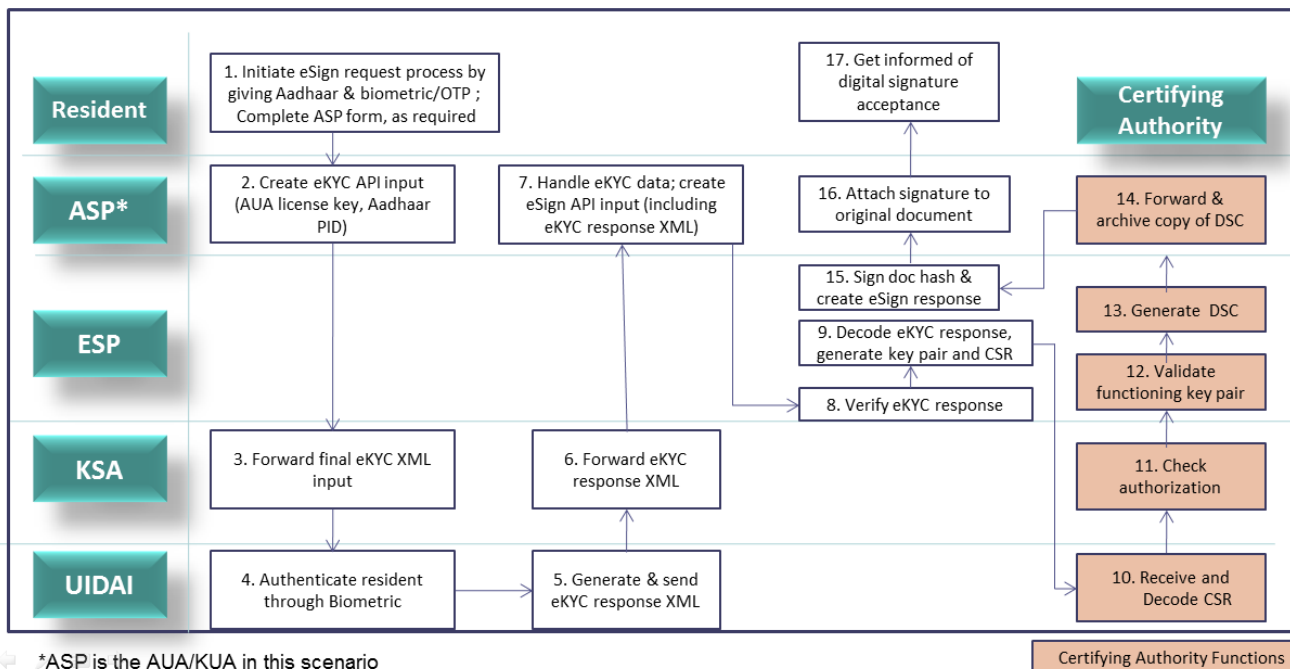 Resident
ASP*
ESP
KSA
UIDAI
1. Initiate eSign request process by
giving Aadhaar & biometric/OTP ;
Complete ASP form, as required
2. Create eKYC API input
(AUA license key, Aadhaar
PID)
3. Forward final eKYC XML
input
4. Authenticate resident
through Biometric
5. Generate & send
eKYC response XML
6. Forward eKYC
response XML
7. Handle eKYC data; create
eSign API input (including
eKYC response XML)
8. Verify eKYC response
9. Decode eKYC response,
generate key pair and CSR
Certifying
Authority
10. Receive and
Decode CSR
11. Check
authorization
12. Validate
functioning key pair
13. Generate DSC
14. Forward &
archive copy of DSC
15. Sign doc hash &
create eSign response
16. Attach signature to
original document
17. Get informed of
digital signature
acceptance
*ASP is the AUA/KUA in this scenario
Certifying Authority Functions